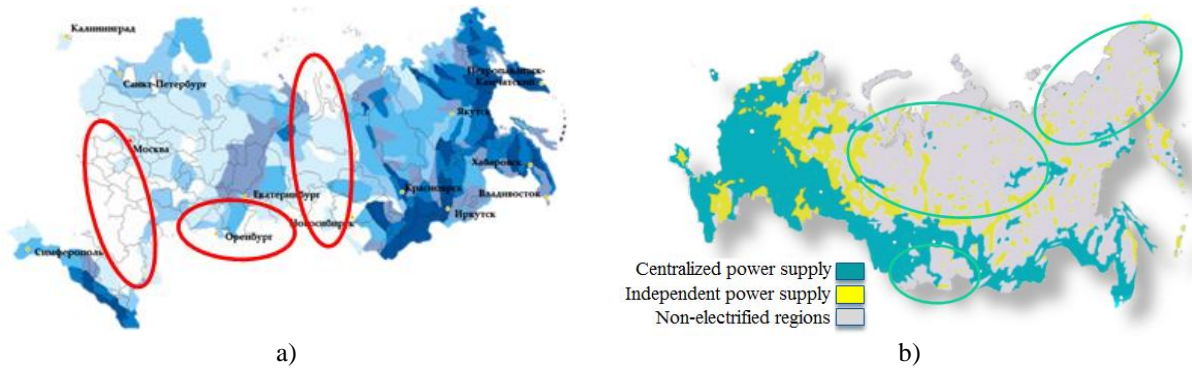 Калининград
Санкт-Петербург
Петропавловск-
Камчатский
Якутск
Москва
Хабаровск
Екатеринбург
Красноярск
Владивосток
Новосибирск
Иркутск
Оренбург
Симферополь
Centralized power supply
Independent power supply
Non-electrified regions
a)
b)